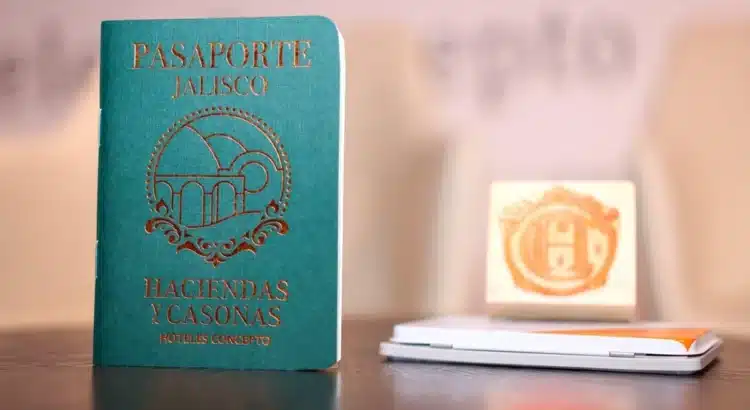 PASAPORTE
JALISCO
HACIENDAS
Y CASONAS
HOTELES CONCEPTO